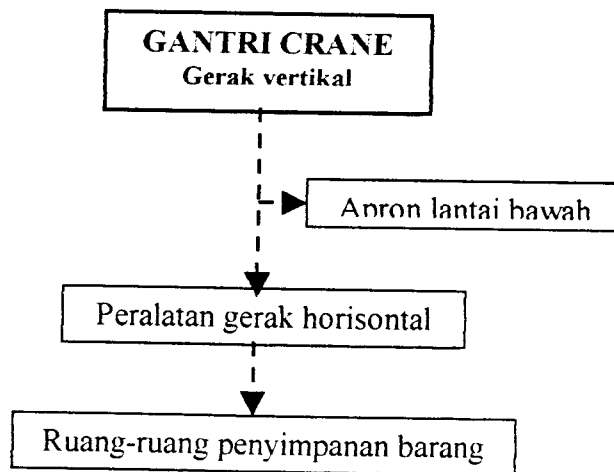 GANTRI CRANE
Gerak vertikal
Apron lantai bawah
Peralatan gerak horisontal
Ruang-ruang penyimpanan barang